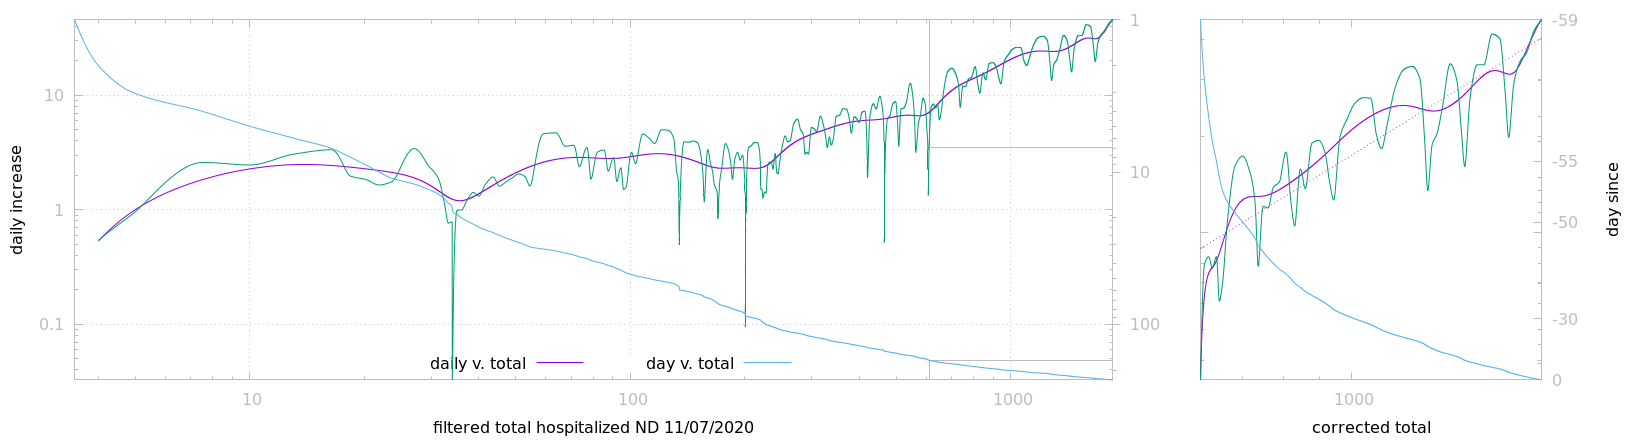 daily increase
10
1
0.1
1
10
100
daily v. total
day v. total
10
100
1000
filtered total hospitalized ND 11/07/2020
-59
-55
-50
-30
0
day since
1000
corrected total